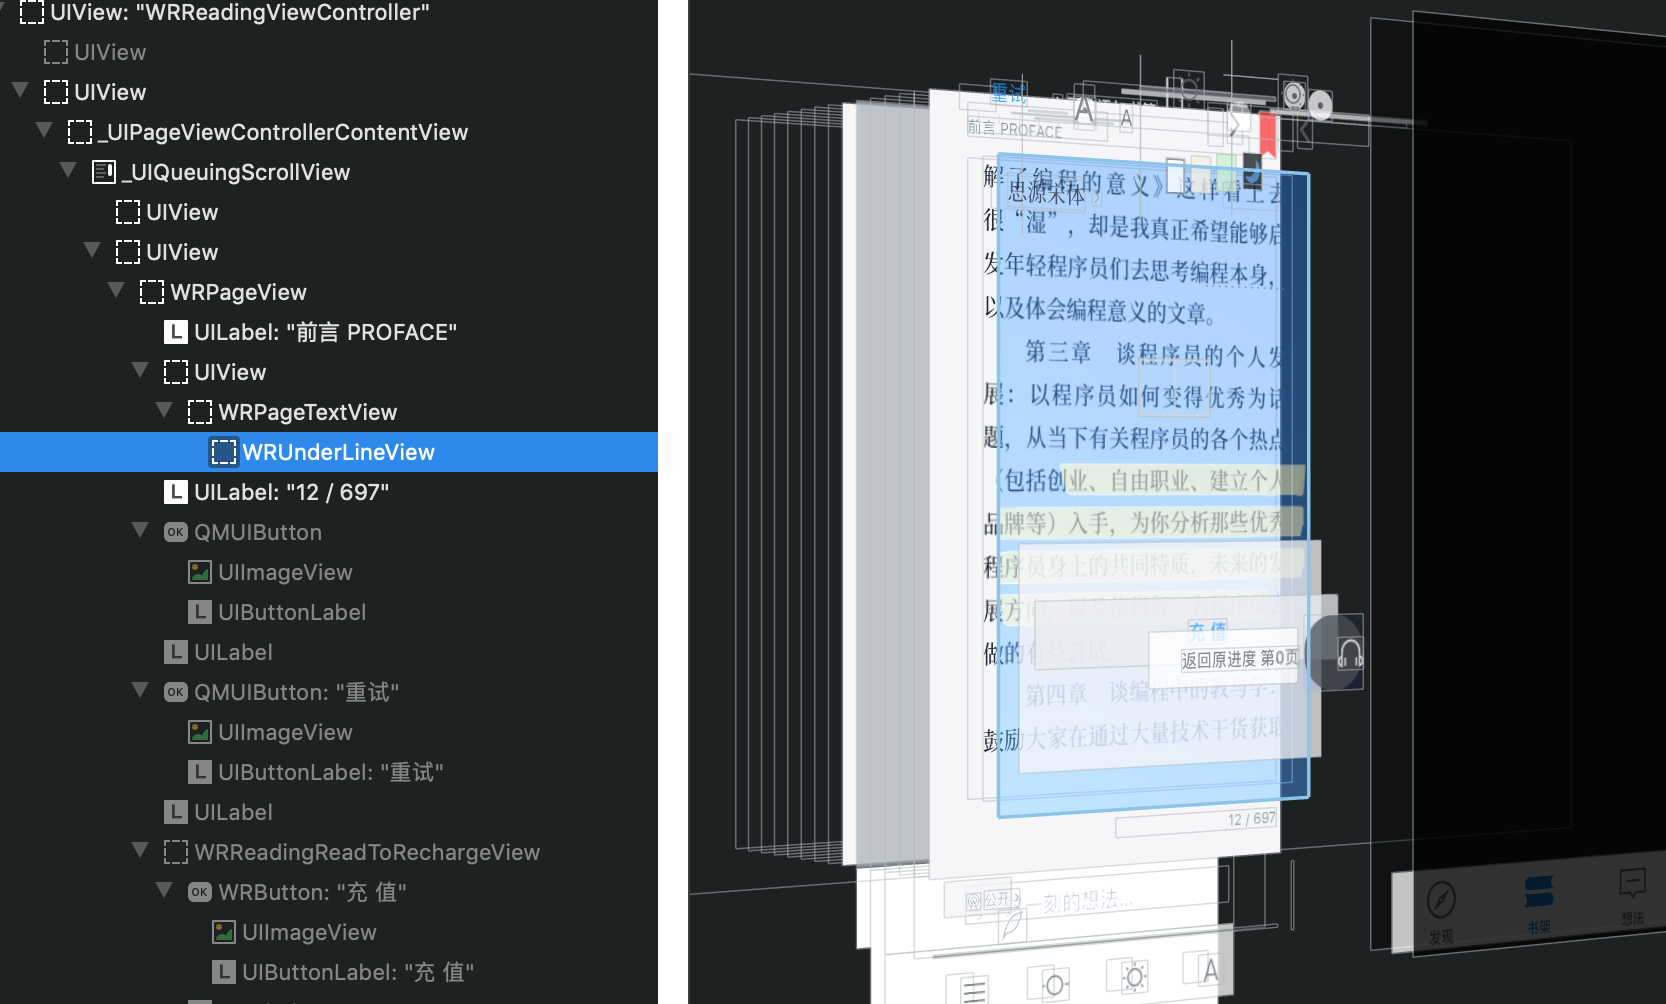 UIView: "WRReadingViewController"
UIView
UIView
_UIPageViewControllerContentView
_UIQueuingScrollView
UIView
UIView
WRPageView
UILabel: "前言 PROFACE"
UIView
WRPageTextView
WRUnderLineView
UILabel: "12 / 697"
QMUIButton
UIImageView
UIButtonLabel
UILabel
QMUIButton: "重试"
UIImageView
UIButtonLabel: "重试"
UILabel
WRReadingReadToRechargeView
WRButton: "充 值"
UIImageView
UIButtonLabel: "充 值"
重试
A
A
前言 PROFACE
解了编程的意义》这样看上去
思源宋体
很“湿”，却是我真正希望能够启
发年轻程序员们去思考编程本身，
以及体会编程意义的文章。
第三章 谈程序员的个人发
展：以程序员如何变得优秀为话
题，从当下有关程序员的各个热点
（包括创业、自由职业、建立个人
品牌等）入手，为你分析那些优秀
程序员身上的共同特质，未来的发
展方向，
充 值
返回原进度 第0页
做的有益尝试。
第四章 谈编程中的教与学：
鼓励大家在通过大量技术干货获取
12 / 697
公开
一刻的想法...
A
发现
书架
想法